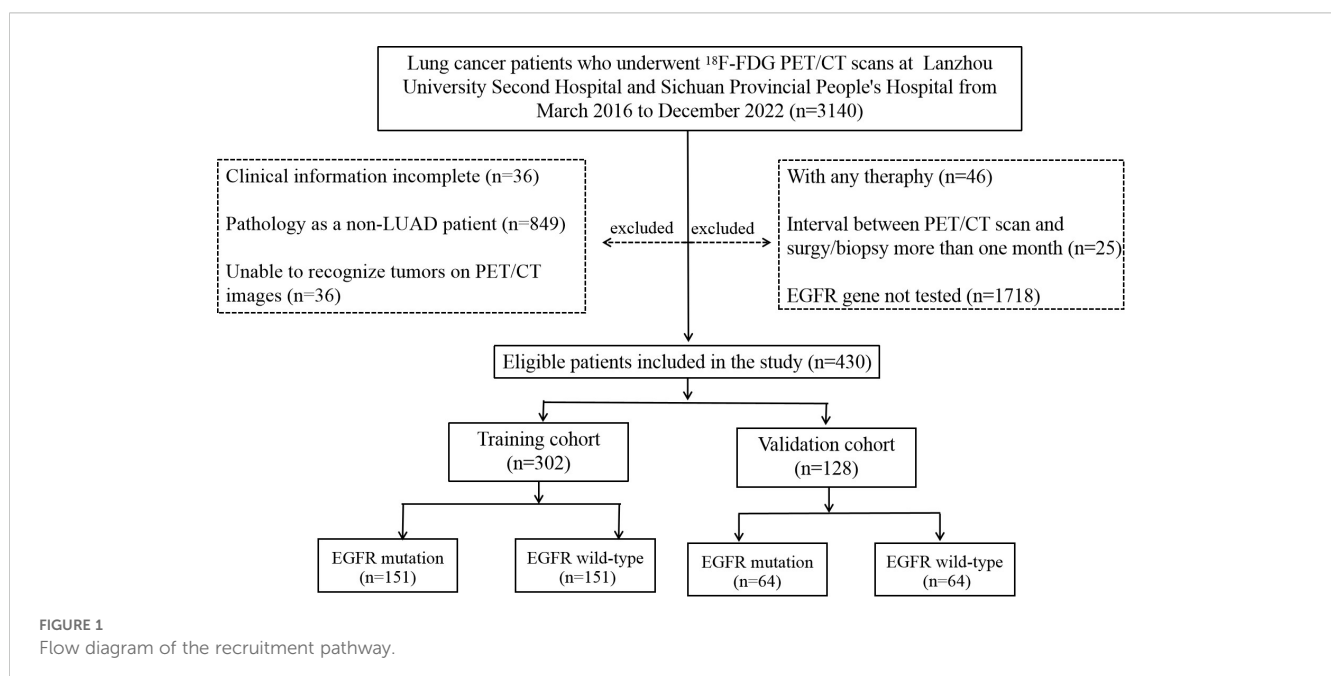 Lung cancer patients who underwent ¹⁸F-FDG PET/CT scans at Lanzhou
University Second Hospital and Sichuan Provincial People's Hospital from
March 2016 to December 2022 (n=3140)
Clinical information incomplete (n=36)
Pathology as a non-LUAD patient (n=849)
Unable to recognize tumors on PET/CT
images (n=36)
excluded
excluded
With any theraphy (n=46)
Interval between PET/CT scan and
surgy/biopsy more than one month (n=25)
EGFR gene not tested (n=1718)
Eligible patients included in the study (n=430)
Training cohort
(n=302)
Validation cohort
(n=128)
EGFR mutation
(n=151)
EGFR wild-type
(n=151)
EGFR mutation
(n=64)
EGFR wild-type
(n=64)
FIGURE 1
Flow diagram of the recruitment pathway.